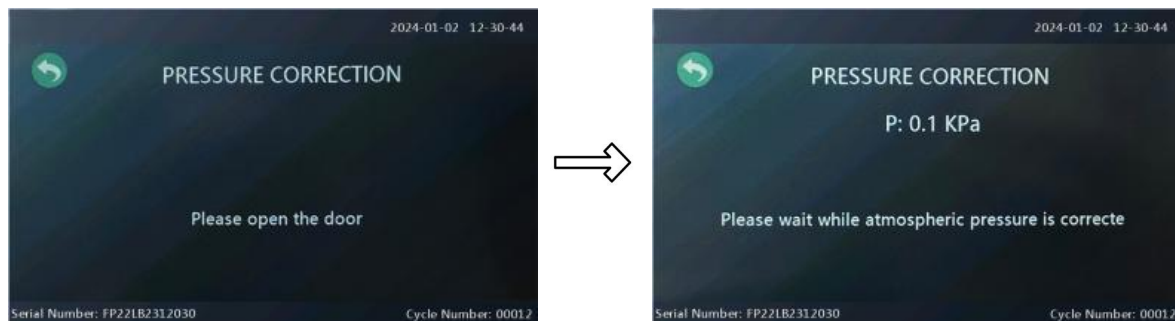 2024-01-02 12-30-44
PRESSURE CORRECTION
Please open the door
Serial Number: FP22LB2312030
Cycle Number: 00012
2024-01-02 12-30-44
PRESSURE CORRECTION
P: 0.1 KPa
Please wait while atmospheric pressure is correcte
Serial Number: FP22LB2312030
Cycle Number: 00012